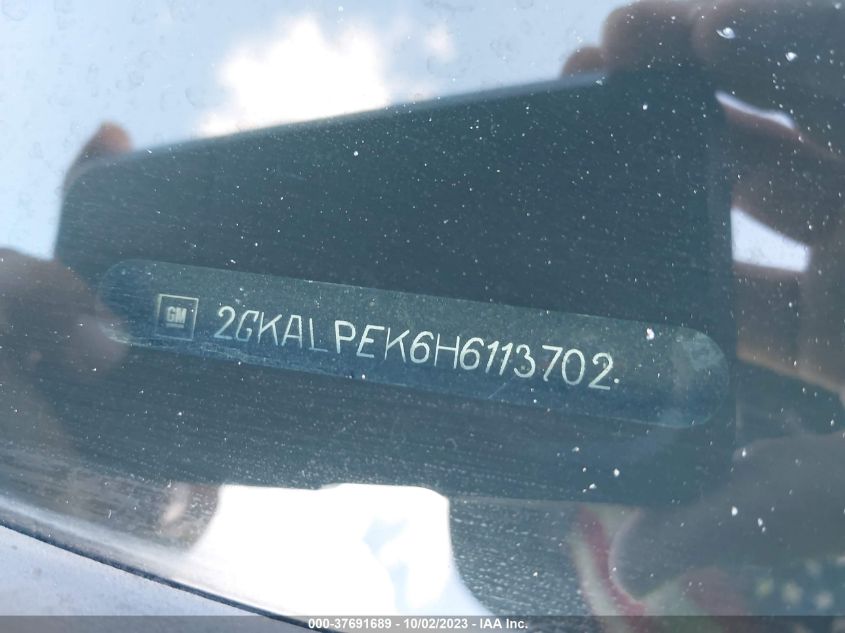 GM
2GKALPEK6H6113702
000-37691689 - 10/02/2023 - IAA Inc.